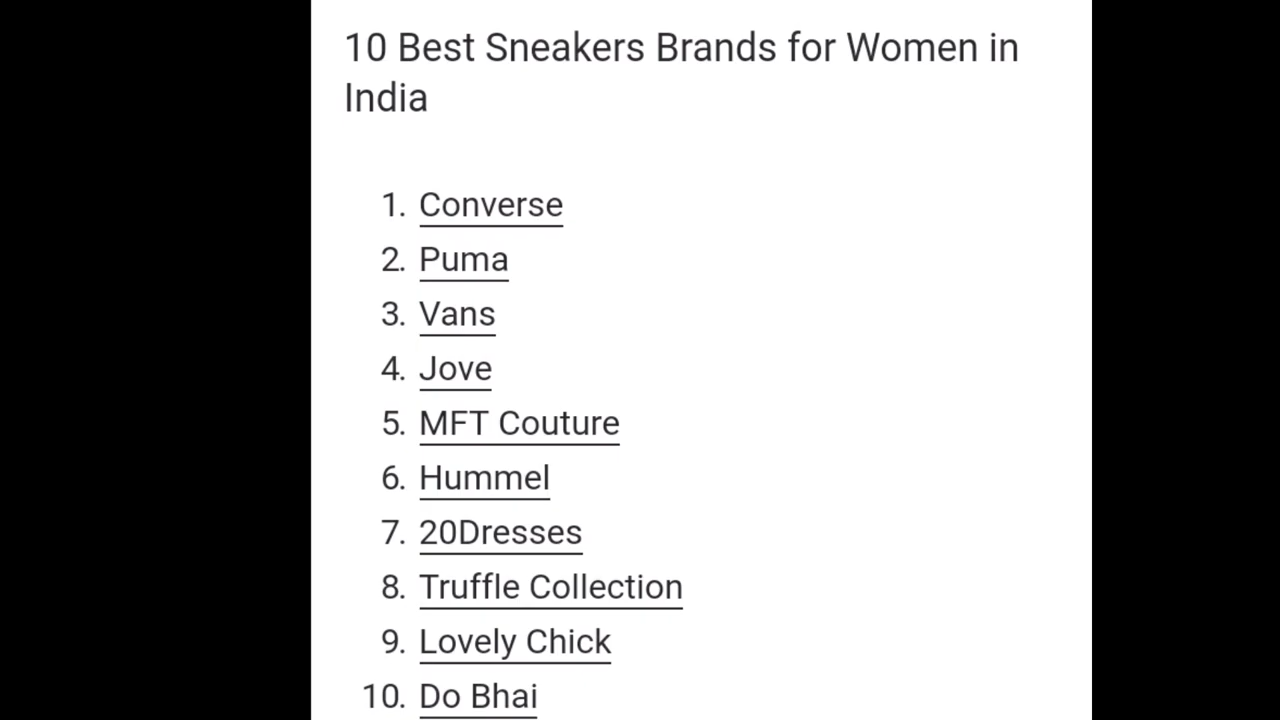 10 Best Sneakers Brands for Women in
India
1. Converse
2. Puma
3. Vans
4. Jove
5. MFT Couture
6. Hummel
7. 20Dresses
8. Truffle Collection
9. Lovely Chick
10. Do Bhai